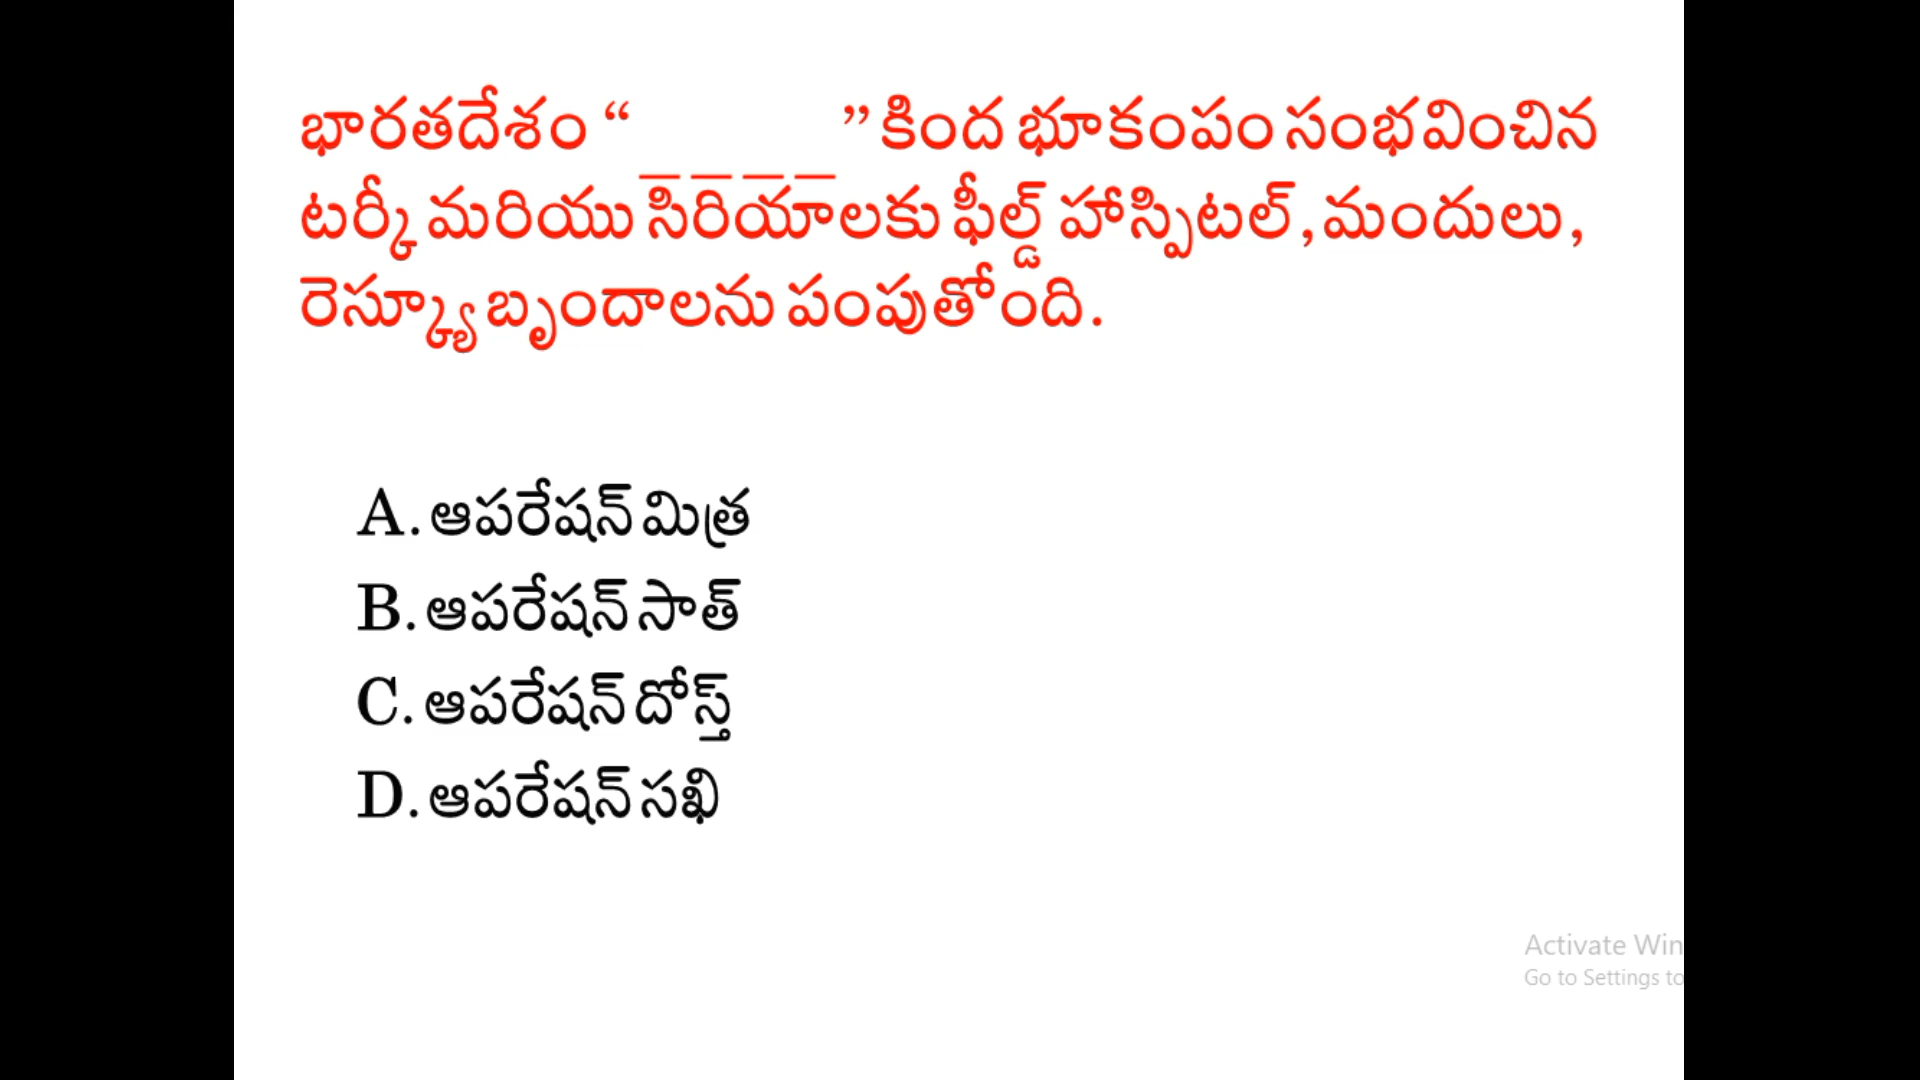 భారతదేశం “ ____ ” కింద భూకంపం సంభవించిన
టర్కీ మరియు సిరియాలకు ఫీల్డ్ హాస్పిటల్, మందులు,
రెస్క్యూ బృందాలను పంపుతోంది.
A. ఆపరేషన్ మిత్ర
B. ఆపరేషన్ సాత్
C. ఆపరేషన్ దోస్త్
D. ఆపరేషన్ సఖి
Activate Win
Go to Settings to